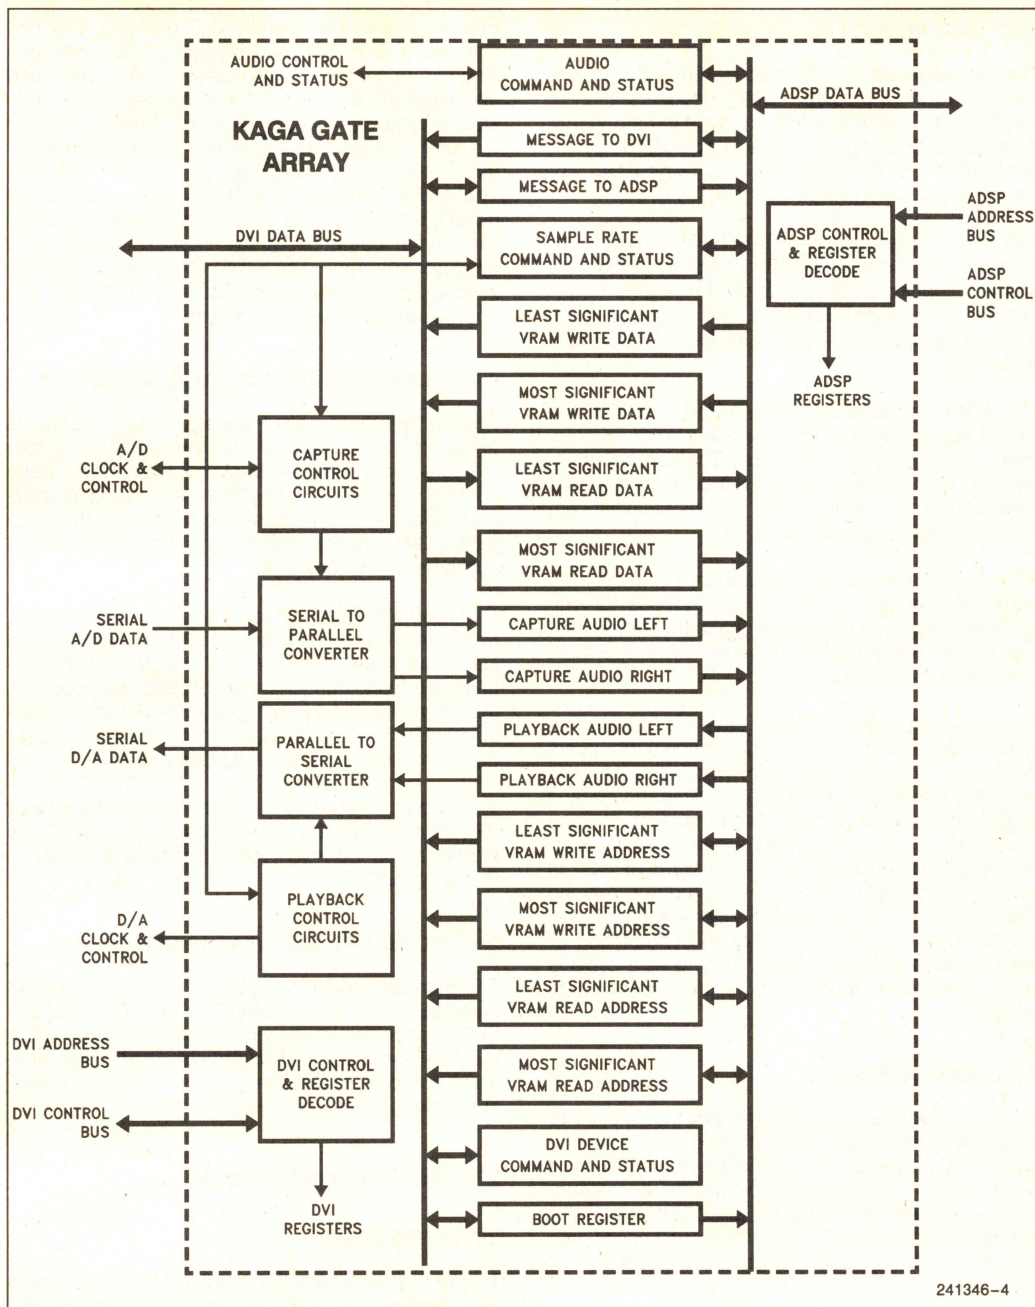 AUDIO CONTROL
AND STATUS
AUDIO
COMMAND AND STATUS
ADSP DATA BUS
KAGA GATE
ARRAY
MESSAGE TO DVI
MESSAGE TO ADSP
DVI DATA BUS
SAMPLE RATE
COMMAND AND STATUS
ADSP CONTROL
& REGISTER
DECODE
ADSP
ADDRESS
BUS
ADSP
CONTROL
BUS
LEAST SIGNIFICANT
VRAM WRITE DATA
ADSP
REGISTERS
MOST SIGNIFICANT
VRAM WRITE DATA
A/D
CLOCK &
CONTROL
CAPTURE
CONTROL
CIRCUITS
LEAST SIGNIFICANT
VRAM READ DATA
MOST SIGNIFICANT
VRAM READ DATA
SERIAL
A/D DATA
SERIAL TO
PARALLEL
CONVERTER
CAPTURE AUDIO LEFT
CAPTURE AUDIO RIGHT
SERIAL
D/A DATA
PARALLEL TO
SERIAL
CONVERTER
PLAYBACK AUDIO LEFT
PLAYBACK AUDIO RIGHT
LEAST SIGNIFICANT
VRAM WRITE ADDRESS
D/A
CLOCK &
CONTROL
PLAYBACK
CONTROL
CIRCUITS
MOST SIGNIFICANT
VRAM WRITE ADDRESS
LEAST SIGNIFICANT
VRAM READ ADDRESS
DVI ADDRESS
BUS
DVI CONTROL
BUS
DVI CONTROL
& REGISTER
DECODE
MOST SIGNIFICANT
VRAM READ ADDRESS
DVI DEVICE
COMMAND AND STATUS
DVI
REGISTERS
BOOT REGISTER
241346-4